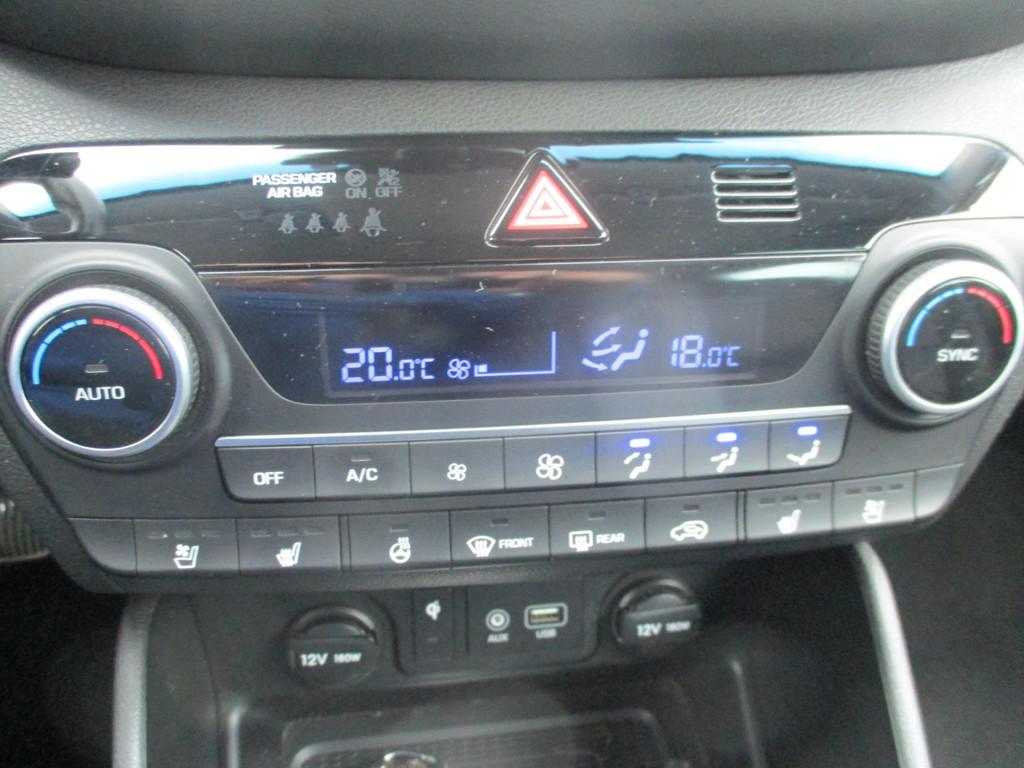 PASSENGER
AIR BAG ON OFF
20.0°C 18.0°C
AUTO
SYNC
OFF A/C
FRONT REAR
AUX USB
12V 180W 12V 180W